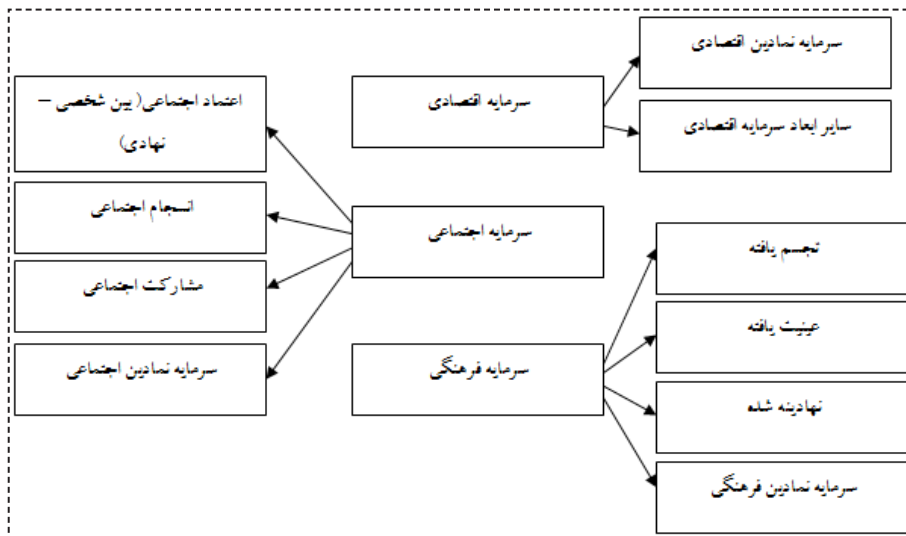 سرمایه نمادین اقتصادی
سایر ابعاد سرمایه اقتصادی
سرمایه اقتصادی
اعتماد اجتماعی( بین شخصی –
نهادی)
انسجام اجتماعی
مشارکت اجتماعی
سرمایه نمادین اجتماعی
سرمایه اجتماعی
تجسم یافته
عینیت یافته
نهادینه شده
سرمایه نمادین فرهنگی
سرمایه فرهنگی